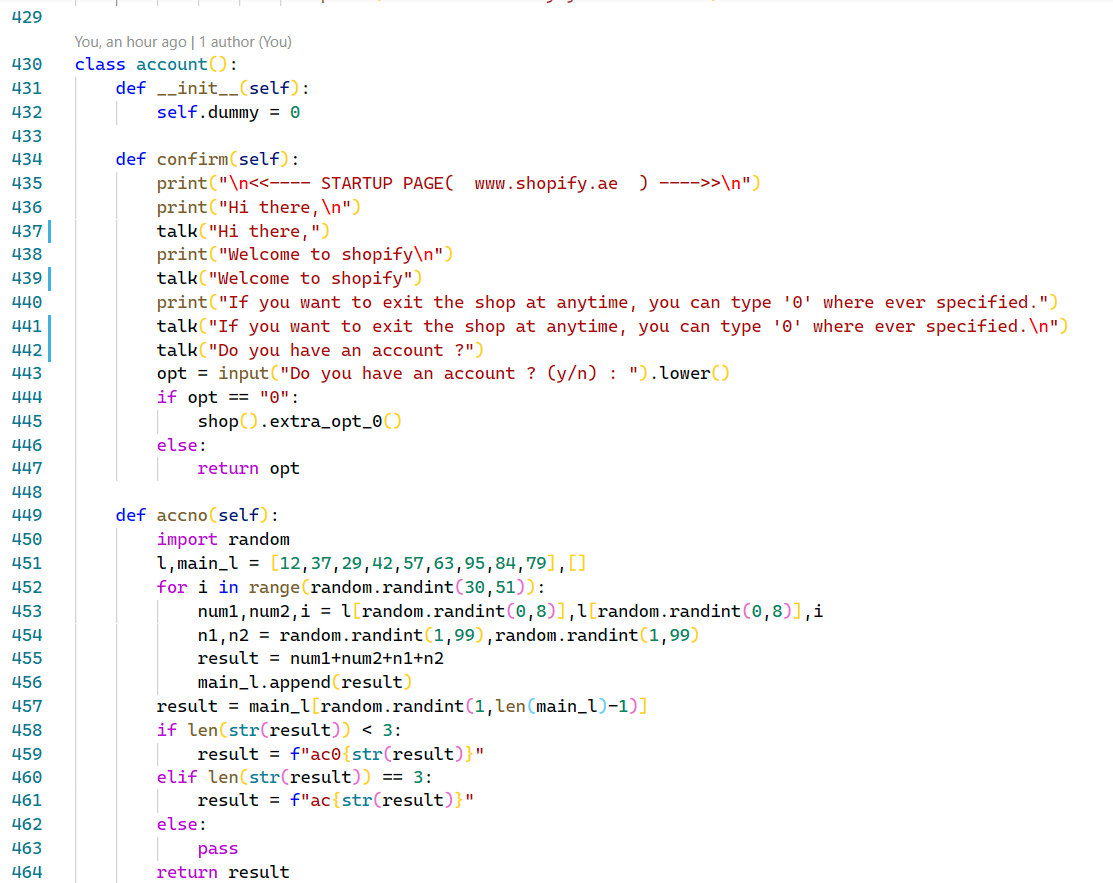 429
You, an hour ago | 1 author (You)
430 class account():
431     def __init__(self):
432         self.dummy = 0
433
434     def confirm(self):
435         print("\n<<---- STARTUP PAGE(  www.shopify.ae  ) ---->>\n")
436         print("Hi there,\n")
437         talk("Hi there,")
438         print("Welcome to shopify\n")
439         talk("Welcome to shopify")
440         print("If you want to exit the shop at anytime, you can type '0' where ever specified.")
441         talk("If you want to exit the shop at anytime, you can type '0' where ever specified.\n")
442         talk("Do you have an account ?")
443         opt = input("Do you have an account ? (y/n) : ").lower()
444         if opt == "0":
445             shop().extra_opt_0()
446         else:
447             return opt
448
449     def accno(self):
450         import random
451         l,main_l = [12,37,29,42,57,63,95,84,79],[]
452         for i in range(random.randint(30,51)):
453             num1,num2,i = l[random.randint(0,8)],l[random.randint(0,8)],i
454             n1,n2 = random.randint(1,99),random.randint(1,99)
455             result = num1+num2+n1+n2
456             main_l.append(result)
457         result = main_l[random.randint(1,len(main_l)-1)]
458         if len(str(result)) < 3:
459             result = f"ac0{str(result)}"
460         elif len(str(result)) == 3:
461             result = f"ac{str(result)}"
462         else:
463             pass
464         return result